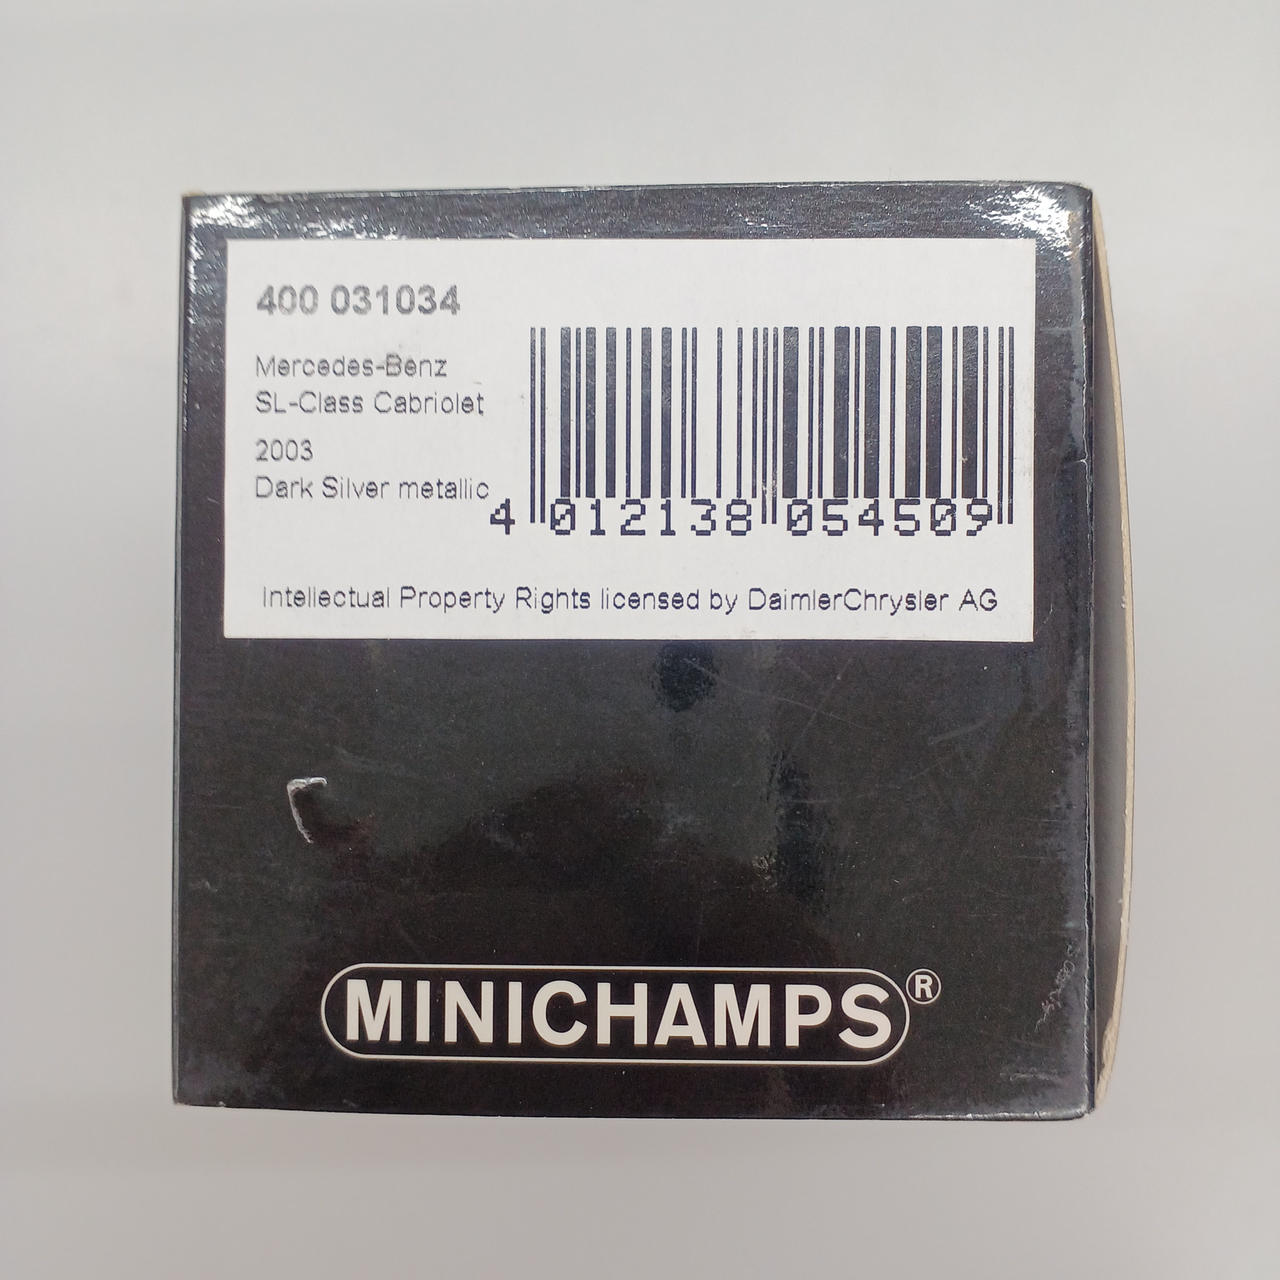 400 031034
Mercedes-Benz
SL-Class Cabriolet
2003
Dark Silver metallic
4 012138 054509
Intellectual Property Rights licensed by DaimlerChrysler AG
MINICHAMPS®